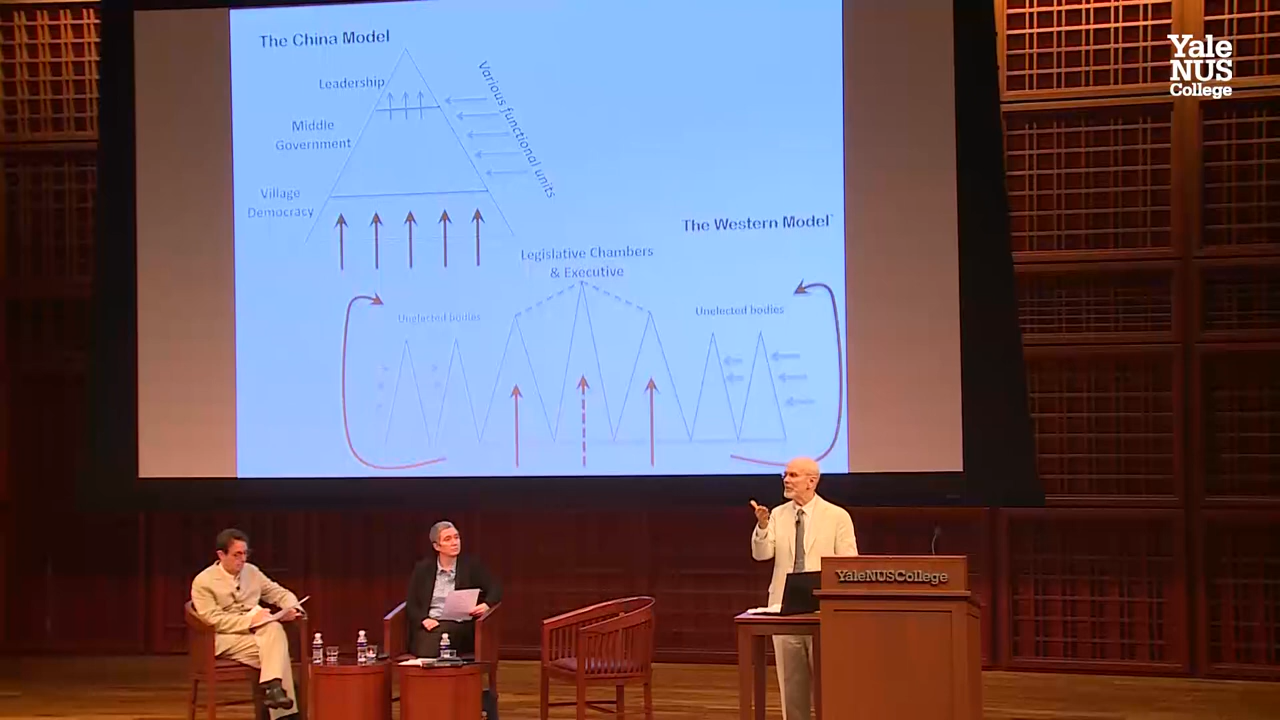 The China Model
Leadership
Middle
Government
Village
Democracy
Various functional units
The Western Model
Legislative Chambers
& Executive
Unelected bodies
Unelected bodies
Yale
NUS
College
YaleNUSCollege